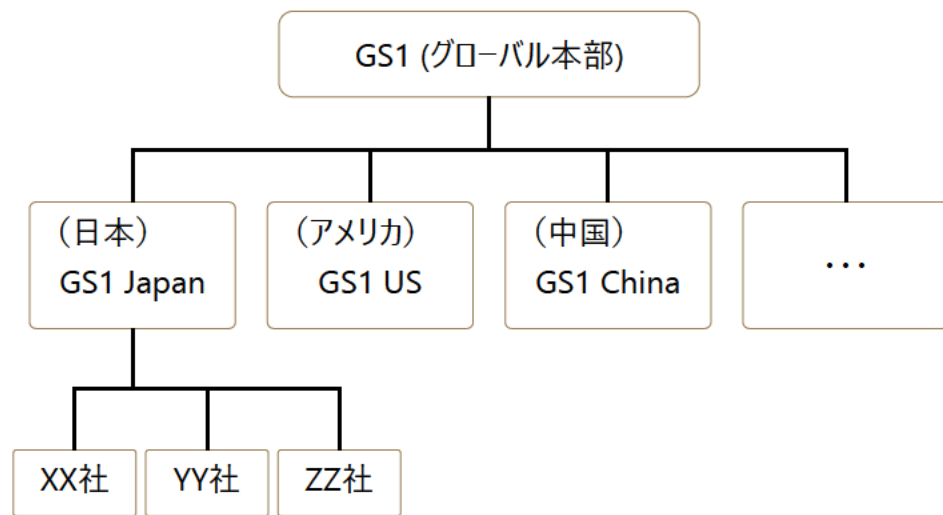 GS1 (グローバル本部)
（日本）
GS1 Japan
（アメリカ）
GS1 US
（中国）
GS1 China
...
XX社
YY社
ZZ社